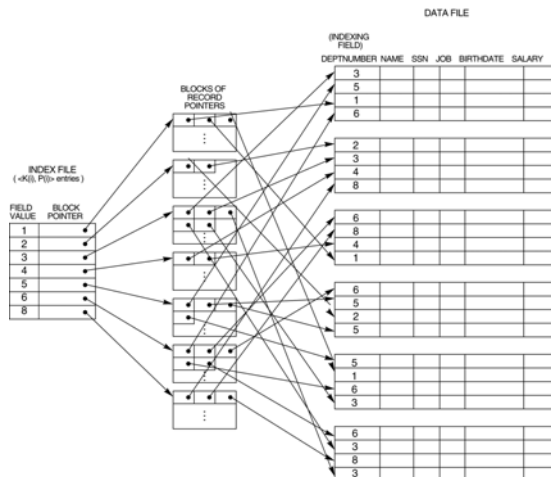 DATA FILE
(INDEXING
FIELD)
DEPTNUMBER NAME SSN JOB BIRTHDATE SALARY
3
5
1
6
2
3
4
8
6
8
4
1
6
5
2
5
5
1
6
3
6
3
8
3
BLOCKS OF
RECORD
POINTERS
INDEX FILE
( <K(i), P(i)> entries )
FIELD
VALUE
BLOCK
POINTER
1
2
3
4
5
6
8